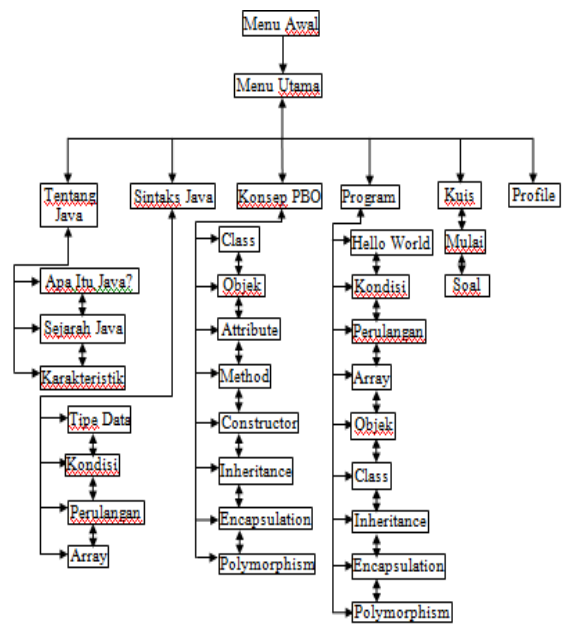 Menu Awal
Menu Utama
Tentang
Java
Sintaks Java
Konsep PBO
Program
Kuis
Profile
Apa Itu Java?
Sejarah Java
Karakteristik
Tipe Data
Kondisi
Perulangan
Array
Class
Objek
Attribute
Method
Constructor
Inheritance
Encapsulation
Polymorphism
Hello World
Kondisi
Perulangan
Array
Objek
Class
Inheritance
Encapsulation
Polymorphism
Mulai
Soal